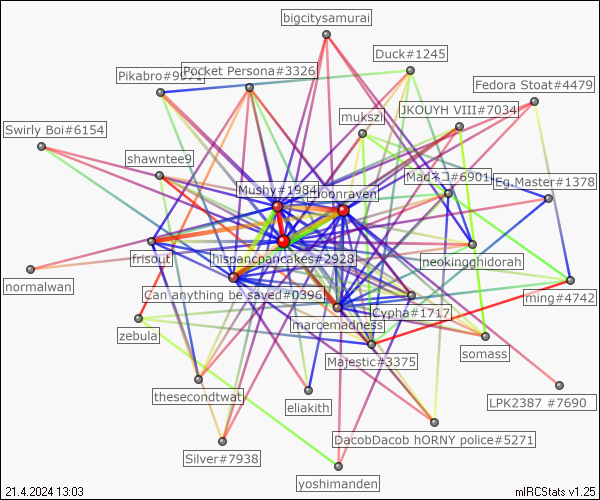 bigcitysamurai
Duck#1245
Pikabro#9971
Pocket Persona#3326
Fedora Stoat#4479
mukszi
JKOUYH VIII#7034
Swirly Boi#6154
shawntee9
Mushy#1984
moonraven
Madネコ#6901
Eg.Master#1378
frisout
hispancpancakes#2928
neokingghidorah
normalwan
Can anything be saved#0396
Cypha#1717
ming#4742
zebula
marcemadness
Majestic#3375
somass
thesecondtwat
eliakith
LPK2387 #7690
DacobDacob hORNY police#5271
Silver#7938
yoshimanden
21.4.2024 13:03
mIRCStats v1.25